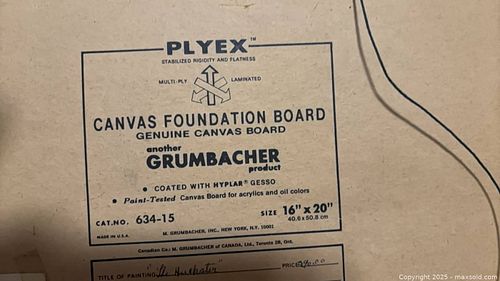 PLYEX™
STABILIZED RIGIDITY AND FLATNESS
MULTI-PLY LAMINATED
CANVAS FOUNDATION BOARD
GENUINE CANVAS BOARD
another
GRUMBACHER
product
• COATED WITH HYPLAR® GESSO
• Paint-Tested Canvas Board for acrylics and oil colors
CAT. NO. 634-15 SIZE 16" x 20"
40.6 x 50.8 cm
MADE IN U.S.A. M. GRUMBACHER, INC., NEW YORK, N.Y. 10001
Canadian Co.: M. GRUMBACHER of CANADA, Ltd., Toronto 2B, Ont.
TITLE OF PAINTING PRICE
Copyright © 2025 - maxsold.com